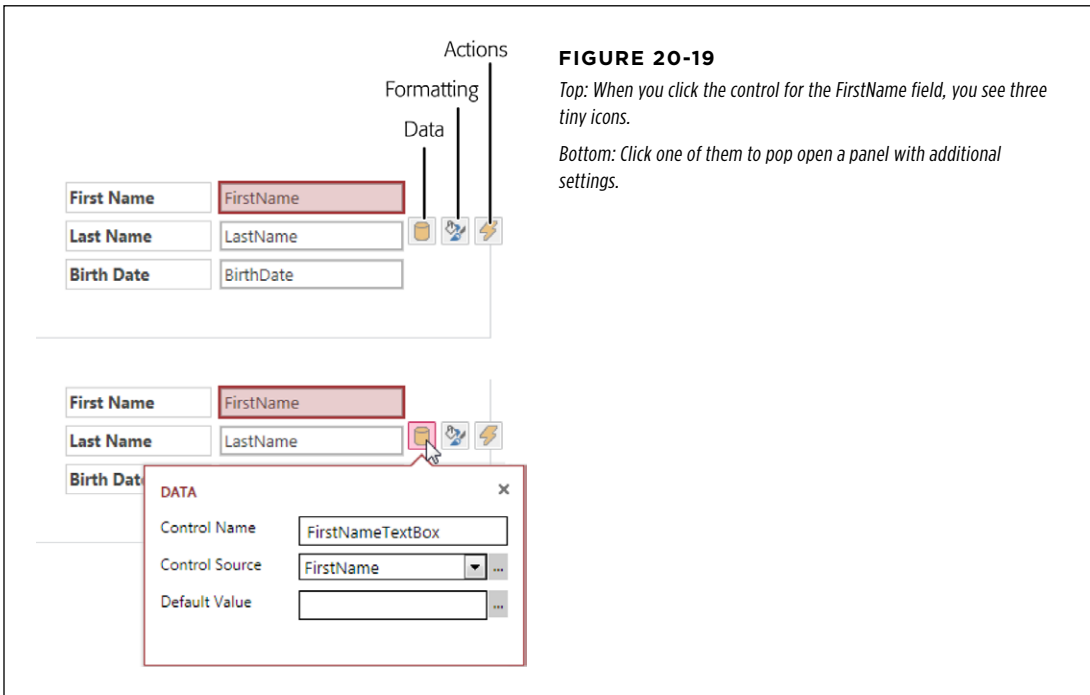 Actions
Formatting
Data
First Name FirstName
Last Name LastName
Birth Date BirthDate
First Name FirstName
Last Name LastName
Birth Dat
DATA
Control Name FirstNameTextBox
Control Source FirstName ...
Default Value ...
FIGURE 20-19
Top: When you click the control for the FirstName field, you see three
tiny icons.
Bottom: Click one of them to pop open a panel with additional
settings.